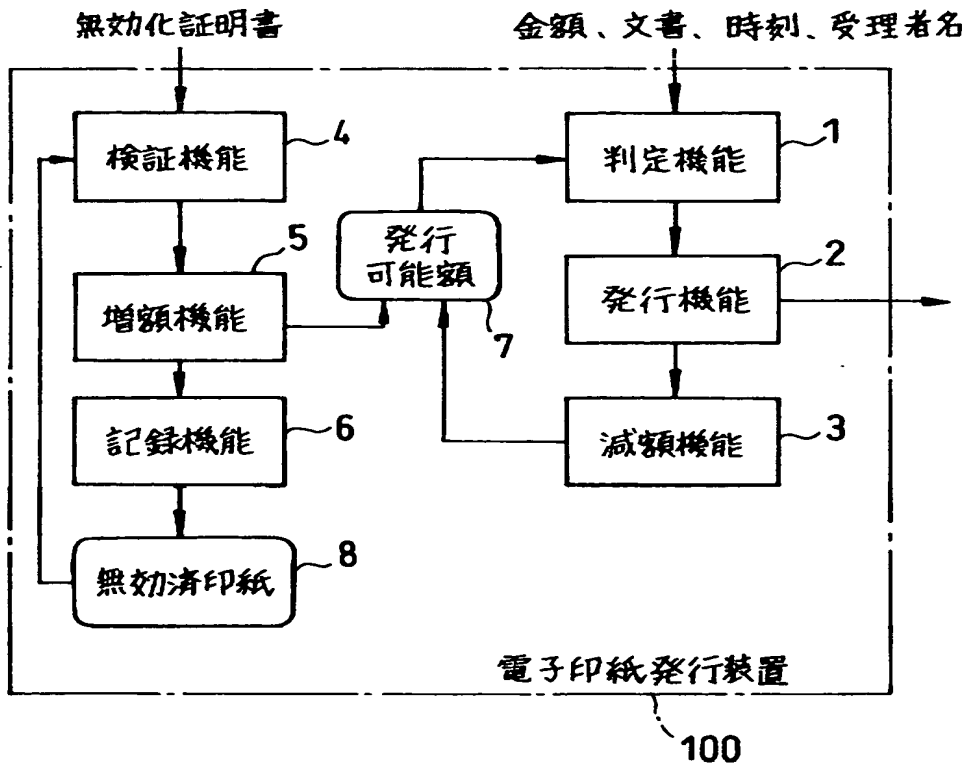 無効化証明書
金額、文書、時刻、受理者名
検証機能
4
判定機能
1
増額機能
5
発行
可能額
7
発行機能
2
記録機能
6
減額機能
3
無効済印紙
8
電子印紙発行装置
100